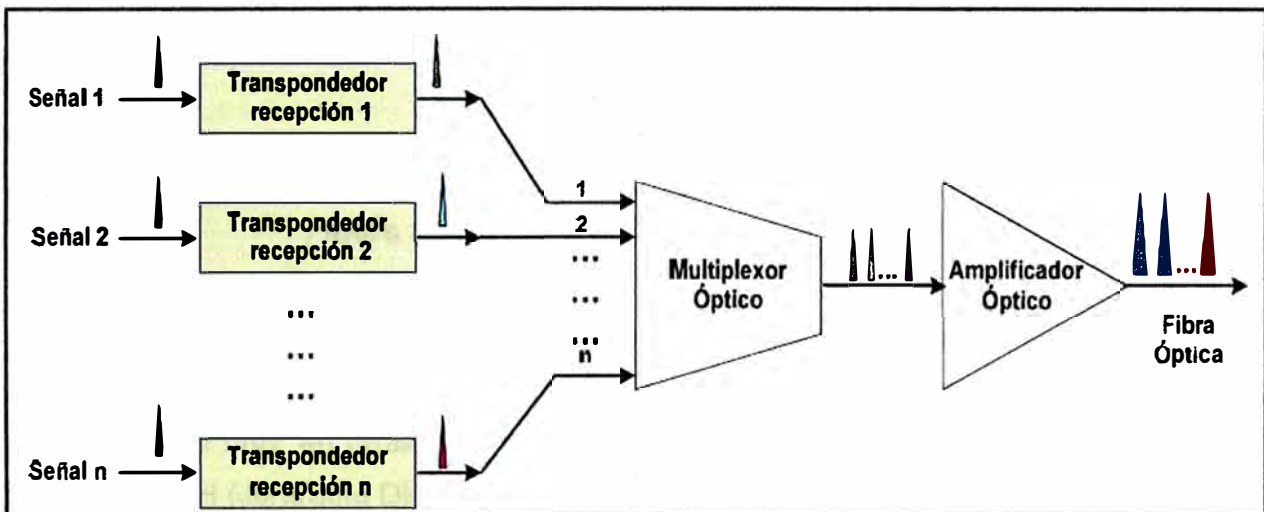 Señal 1
Transpondedor
recepción 1
Señal 2
Transpondedor
recepción 2
...
...
...
Señal n
Transpondedor
recepción n
1
2
...
...
...
n
Multiplexor
Óptico
...
Amplificador
Óptico
...
Fibra
Óptica